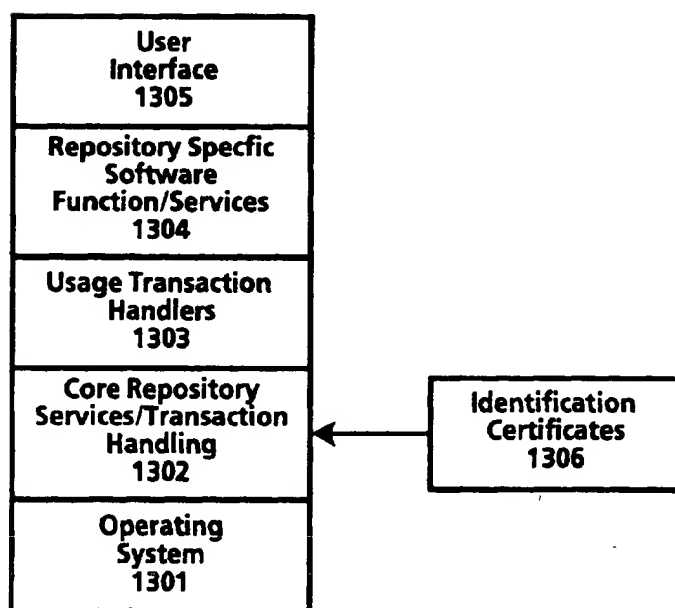 User
Interface
1305
Repository Specfic
Software
Function/Services
1304
Usage Transaction
Handlers
1303
Core Repository
Services/Transaction
Handling
1302
Identification
Certificates
1306
Operating
System
1301